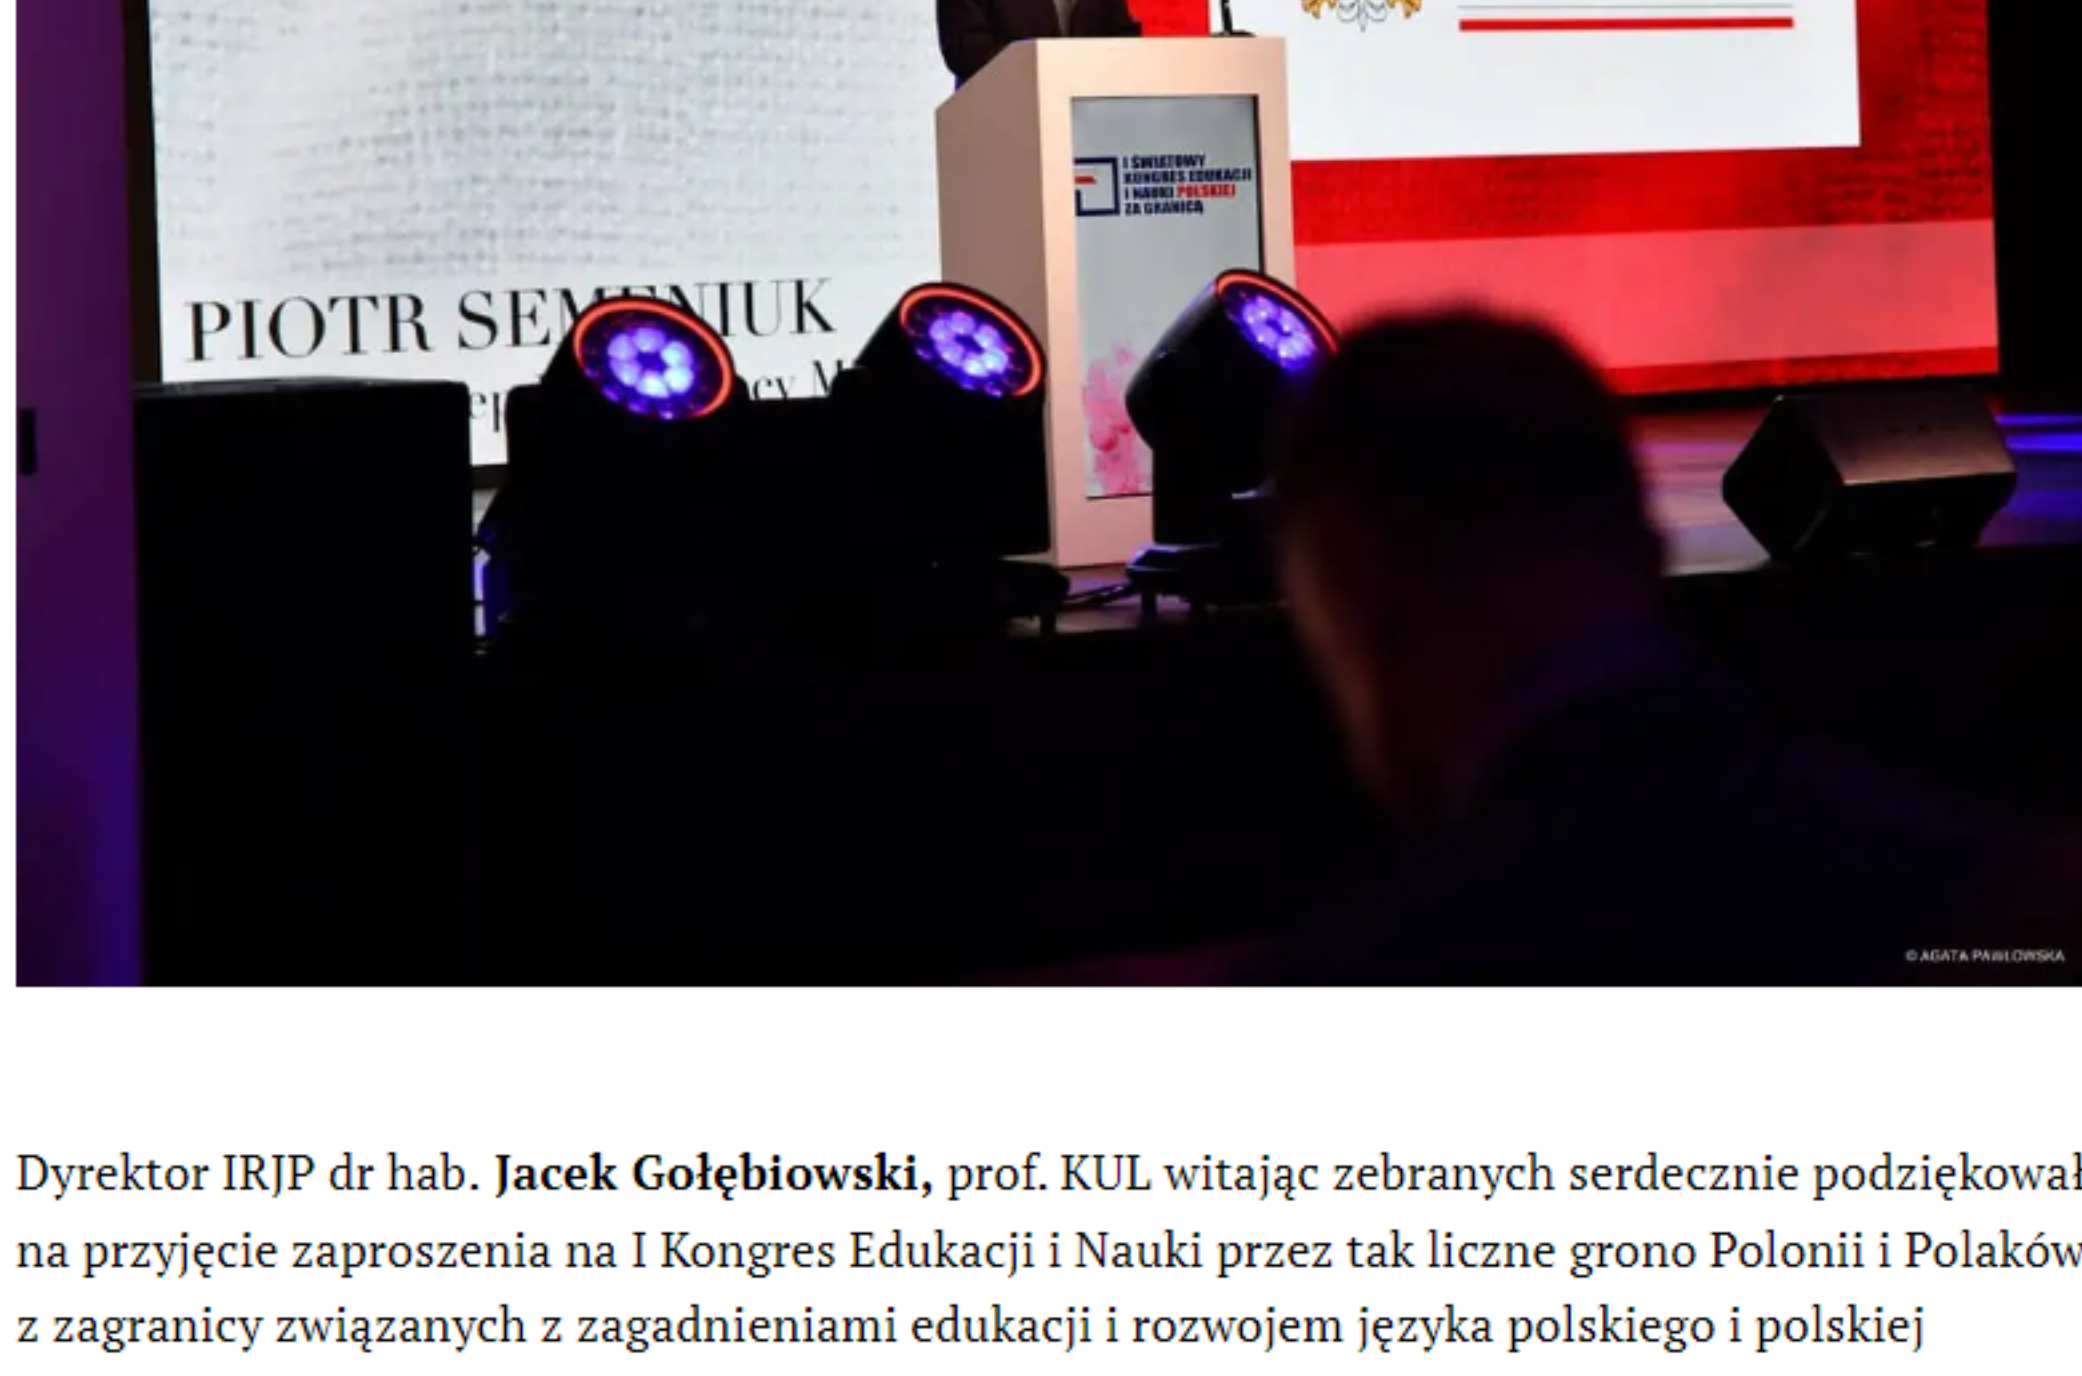 I ŚWIATOWY
KONGRES EDUKACJI
I NAUKI POLSKIEJ
ZA GRANICĄ
PIOTR SEMENIUK
© AGATA PAWŁOWSKA
Dyrektor IRJP dr hab. Jacek Gołębiowski, prof. KUL witając zebranych serdecznie podziękował
na przyjęcie zaproszenia na I Kongres Edukacji i Nauki przez tak liczne grono Polonii i Polaków
z zagranicy związanych z zagadnieniami edukacji i rozwojem języka polskiego i polskiej